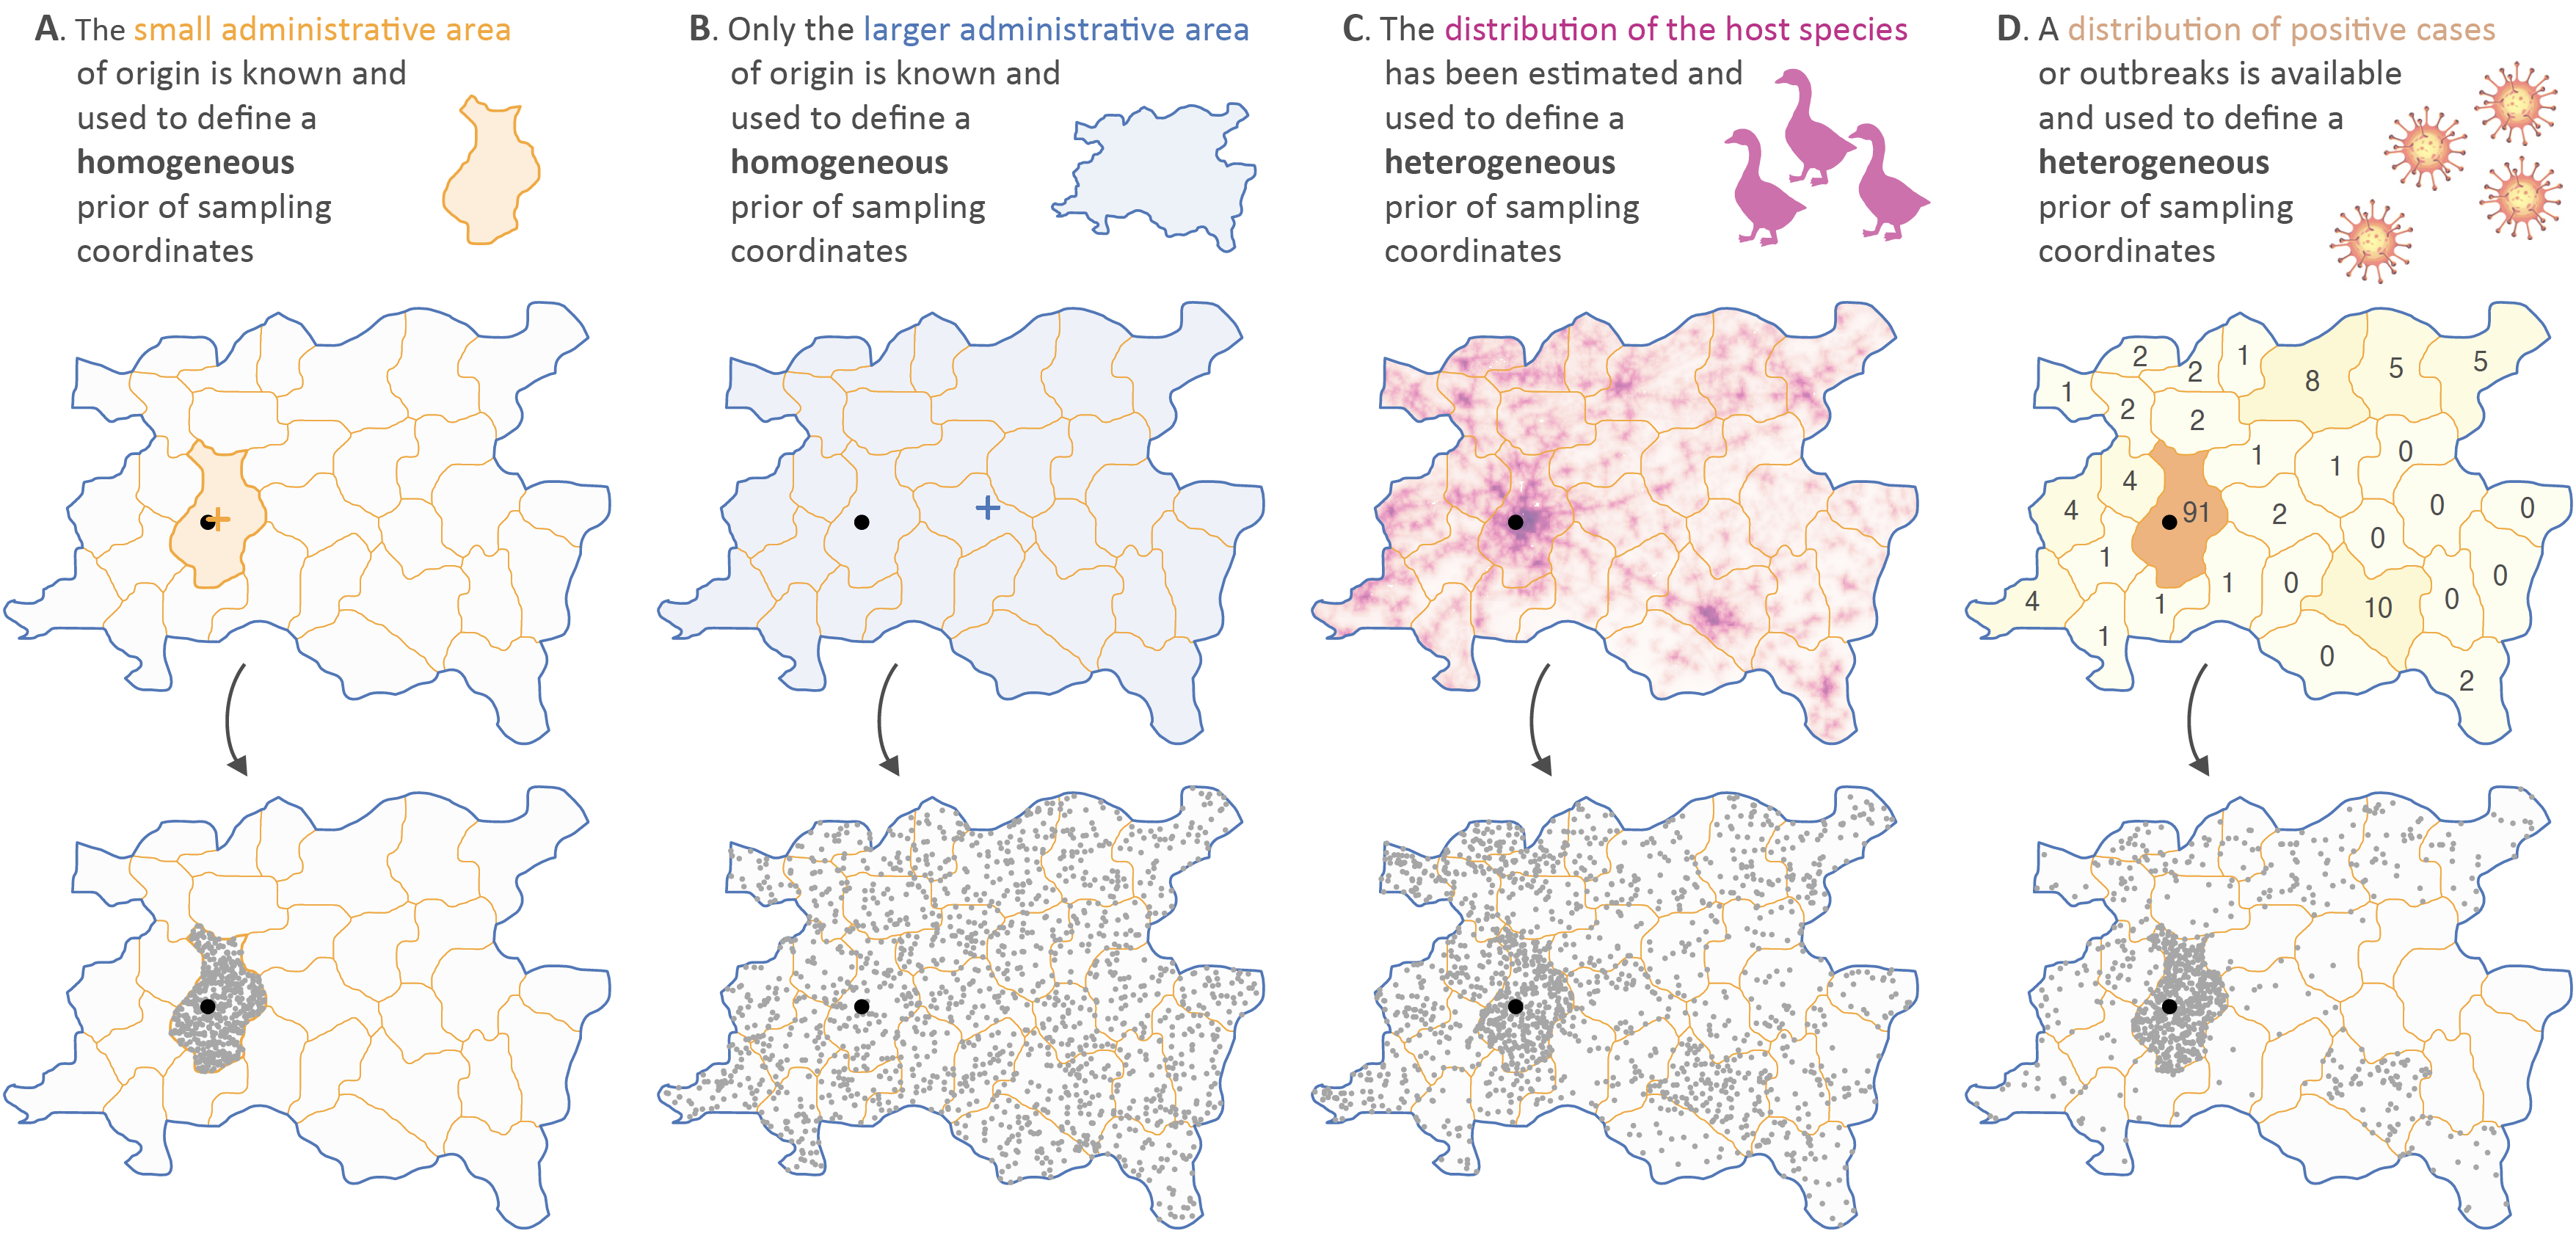 A. The small administrative area
of origin is known and
used to define a
homogeneous
prior of sampling
coordinates
B. Only the larger administrative area
of origin is known and
used to define a
homogeneous
prior of sampling
coordinates
C. The distribution of the host species
has been estimated and
used to define a
heterogeneous
prior of sampling
coordinates
D. A distribution of positive cases
or outbreaks is available
and used to define a
heterogeneous
prior of sampling
coordinates
2
2
1
8
5
5
1
2
2
4
1
1
0
4
91
2
0
0
0
1
0
0
4
1
1
0
10
0
1
0
2